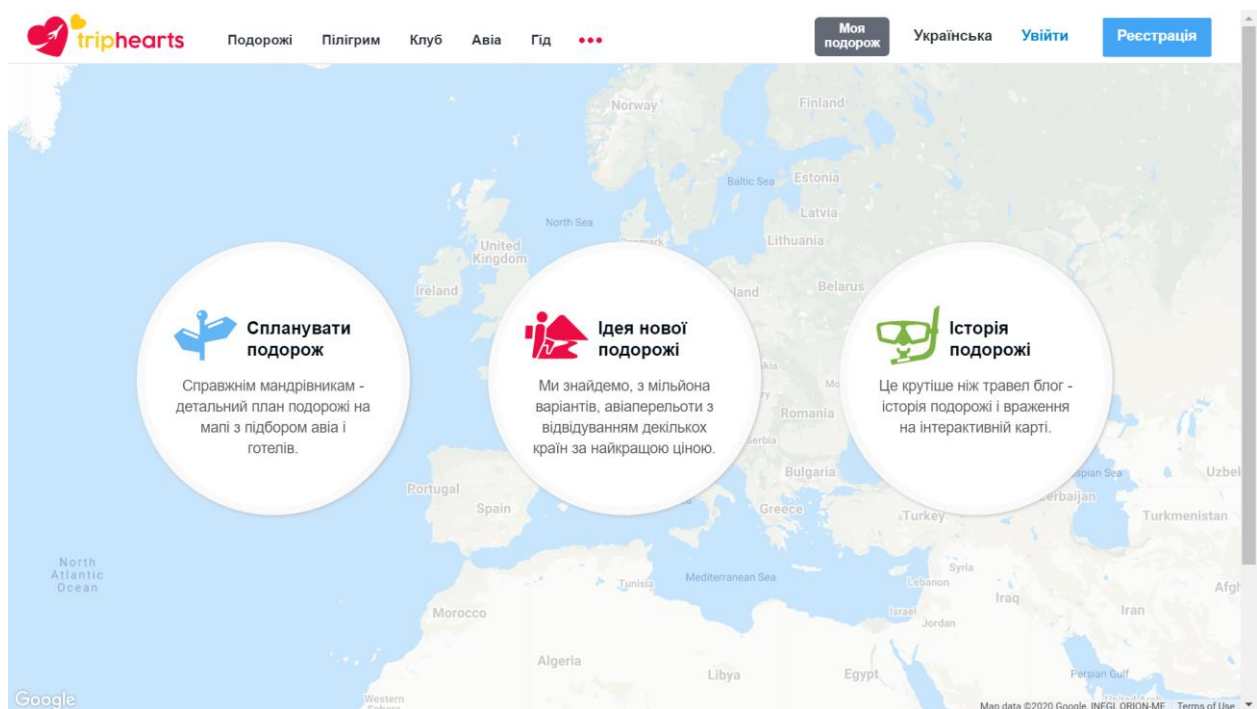 triphearts
Подорожі Пілігрим Клуб Авіа Гід
Моя
подорож
Українська Увійти Реєстрація
Norway
Finland
Baltic Sea
Estonia
North Sea
Latvia
Denmark
Lithuania
United
Kingdom
Ireland
Belarus
Спланувати
подорож
Справжнім мандрівникам -
детальний план подорожі на
мапі з підбором авіа і
готелів.
Ідея нової
подорожі
Ми знайдемо, з мільйона
варіантів, авіаперельоти з
відвідуванням декількох
країн за найкращою ціною.
Історія
подорожі
Це крутіше ніж травел блог -
історія подорожі і враження
на інтерактивній карті.
Romania
Serbia
Bulgaria
Portugal
Spain
Greece
Turkey
Turkmenistan
North
Atlantic
Ocean
Tunisia
Mediterranean Sea
Syria
Lebanon
Iraq
Iran
Israel
Jordan
Morocco
Algeria
Libya
Egypt
Persian Gulf
Western
Google
Map data ©2020 Google, INEGI, ORION-ME Terms of Use